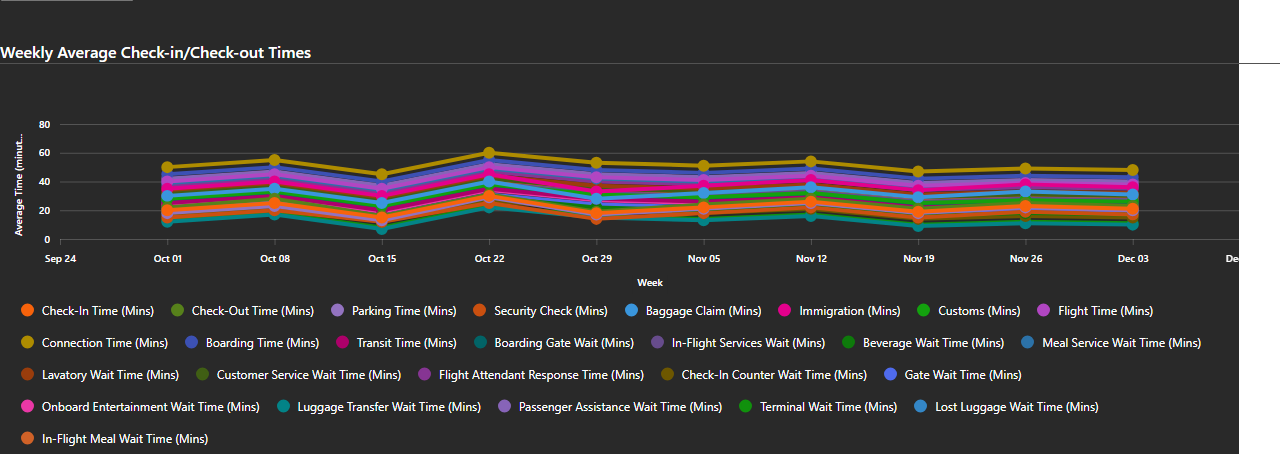 Weekly Average Check-in/Check-out Times
Average Time (minut...
80
60
40
20
0
Sep 24 Oct 01 Oct 08 Oct 15 Oct 22 Oct 29 Nov 05 Nov 12 Nov 19 Nov 26 Dec 03 De
Week
Check-In Time (Mins) Check-Out Time (Mins) Parking Time (Mins) Security Check (Mins) Baggage Claim (Mins) Immigration (Mins) Customs (Mins) Flight Time (Mins)
Connection Time (Mins) Boarding Time (Mins) Transit Time (Mins) Boarding Gate Wait (Mins) In-Flight Services Wait (Mins) Beverage Wait Time (Mins) Meal Service Wait Time (Mins)
Lavatory Wait Time (Mins) Customer Service Wait Time (Mins) Flight Attendant Response Time (Mins) Check-In Counter Wait Time (Mins) Gate Wait Time (Mins)
Onboard Entertainment Wait Time (Mins) Luggage Transfer Wait Time (Mins) Passenger Assistance Wait Time (Mins) Terminal Wait Time (Mins) Lost Luggage Wait Time (Mins)
In-Flight Meal Wait Time (Mins)